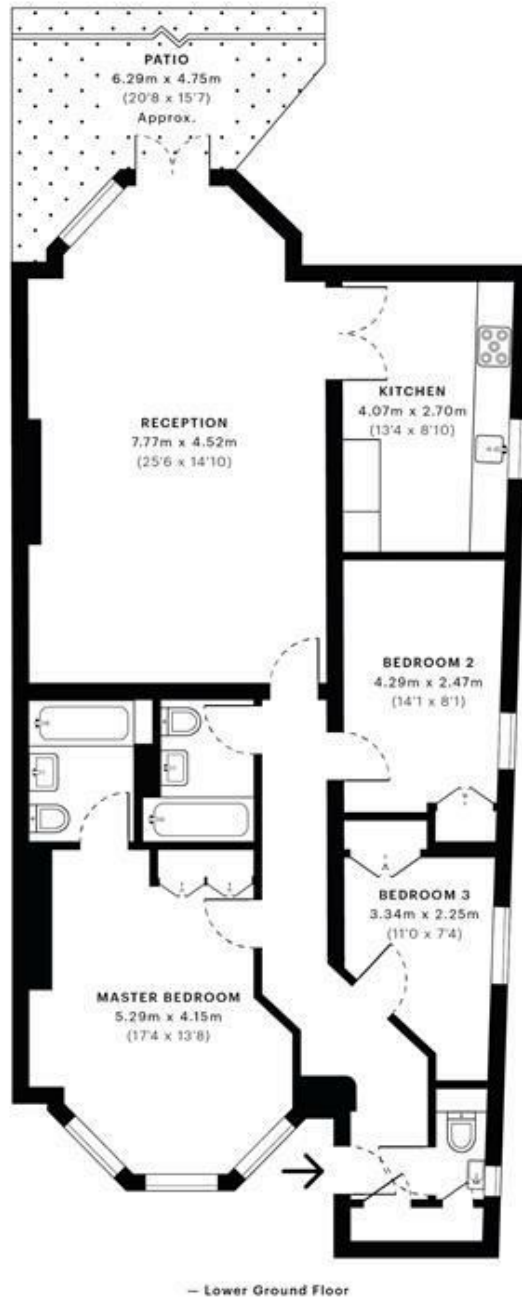 PATIO
6.29m x 4.75m
(20'8 x 15'7)
Approx.
KITCHEN
4.07m x 2.70m
(13'4 x 8'10)
RECEPTION
7.77m x 4.52m
(25'6 x 14'10)
BEDROOM 2
4.29m x 2.47m
(14'1 x 8'1)
BEDROOM 3
3.34m x 2.25m
(11'0 x 7'4)
MASTER BEDROOM
5.29m x 4.15m
(17'4 x 13'8)
— Lower Ground Floor